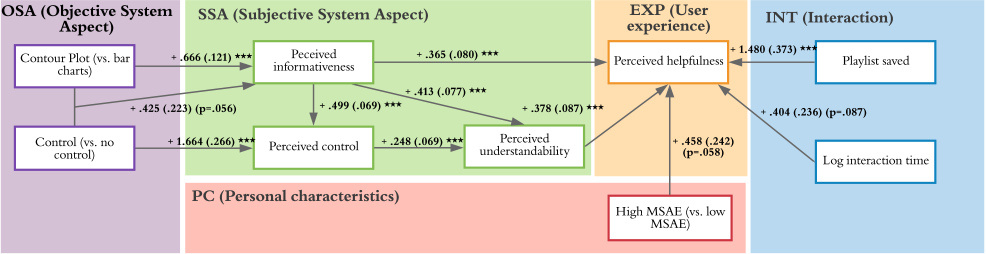 OSA (Objective System
Aspect)
SSA (Subjective System Aspect)
EXP (User
experience)
INT (Interaction)
Contour Plot (vs. bar
charts)
+ .666 (.121) ***
Perceived
informativeness
+ .365 (.080) ***
Perceived helpfulness
+ 1.480 (.373) ***
Playlist saved
+ .425 (.223) (p=.056)
+ .499 (.069) ***
+ .413 (.077) ***
+ .378 (.087) ***
+ .404 (.236) (p=.087)
Control (vs. no
control)
+ 1.664 (.266) ***
Perceived control
+ .248 (.069) ***
Perceived
understandability
+ .458 (.242)
(p=.058)
Log interaction time
PC (Personal characteristics)
High MSAE (vs. low
MSAE)